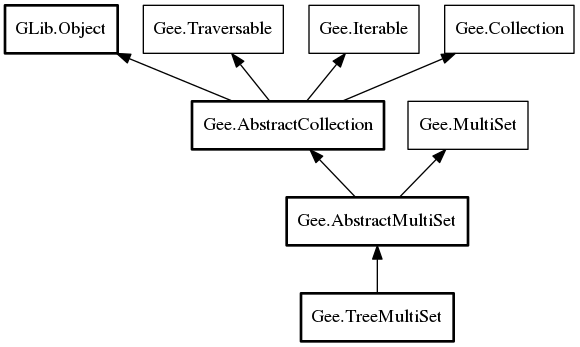 GLib.Object
Gee.Traversable
Gee.Iterable
Gee.Collection
Gee.AbstractCollection
Gee.MultiSet
Gee.AbstractMultiSet
Gee.TreeMultiSet